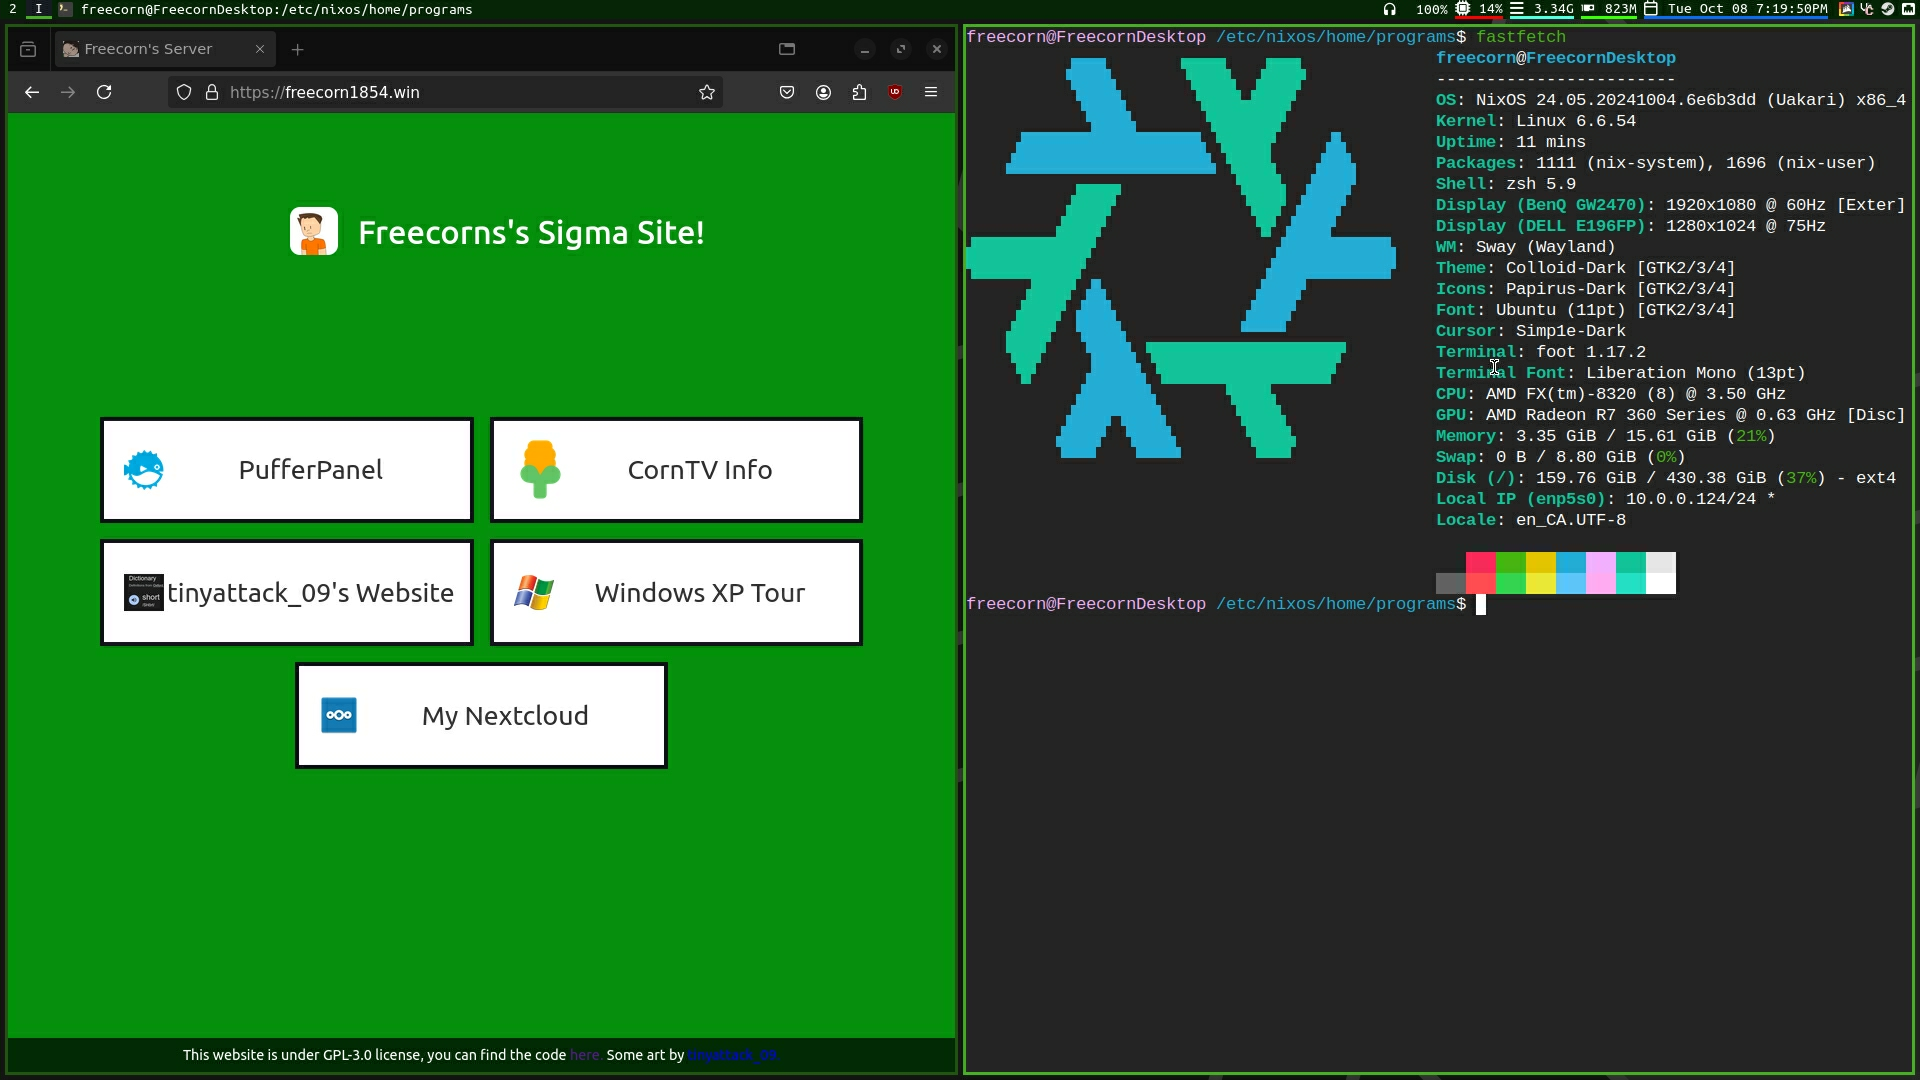 2 I freecorn@FreecornDesktop:/etc/nixos/home/programs
100% 14% 3.34G 823M Tue Oct 08 7:19:50PM
Freecorn's Server
https://freecorn1854.win
Freecorns's Sigma Site!
PufferPanel
CornTV Info
Dictionary
short
tinyattack_09's Website
Windows XP Tour
My Nextcloud
This website is under GPL-3.0 license, you can find the code here. Some art by tinyattack_09
freecorn@FreecornDesktop /etc/nixos/home/programs$ fastfetch
freecorn@FreecornDesktop
------------------------
OS: NixOS 24.05.20241004.6e6b3dd (Uakari) x86_4
Kernel: Linux 6.6.54
Uptime: 11 mins
Packages: 1111 (nix-system), 1696 (nix-user)
Shell: zsh 5.9
Display (BenQ GW2470): 1920x1080 @ 60Hz [Exter]
Display (DELL E196FP): 1280x1024 @ 75Hz
WM: Sway (Wayland)
Theme: Colloid-Dark [GTK2/3/4]
Icons: Papirus-Dark [GTK2/3/4]
Font: Ubuntu (11pt) [GTK2/3/4]
Cursor: Simp1e-Dark
Terminal: foot 1.17.2
Terminal Font: Liberation Mono (13pt)
CPU: AMD FX(tm)-8320 (8) @ 3.50 GHz
GPU: AMD Radeon R7 360 Series @ 0.63 GHz [Disc]
Memory: 3.35 GiB / 15.61 GiB (21%)
Swap: 0 B / 8.80 GiB (0%)
Disk (/): 159.76 GiB / 430.38 GiB (37%) - ext4
Local IP (enp5s0): 10.0.0.124/24 *
Locale: en_CA.UTF-8
freecorn@FreecornDesktop /etc/nixos/home/programs$